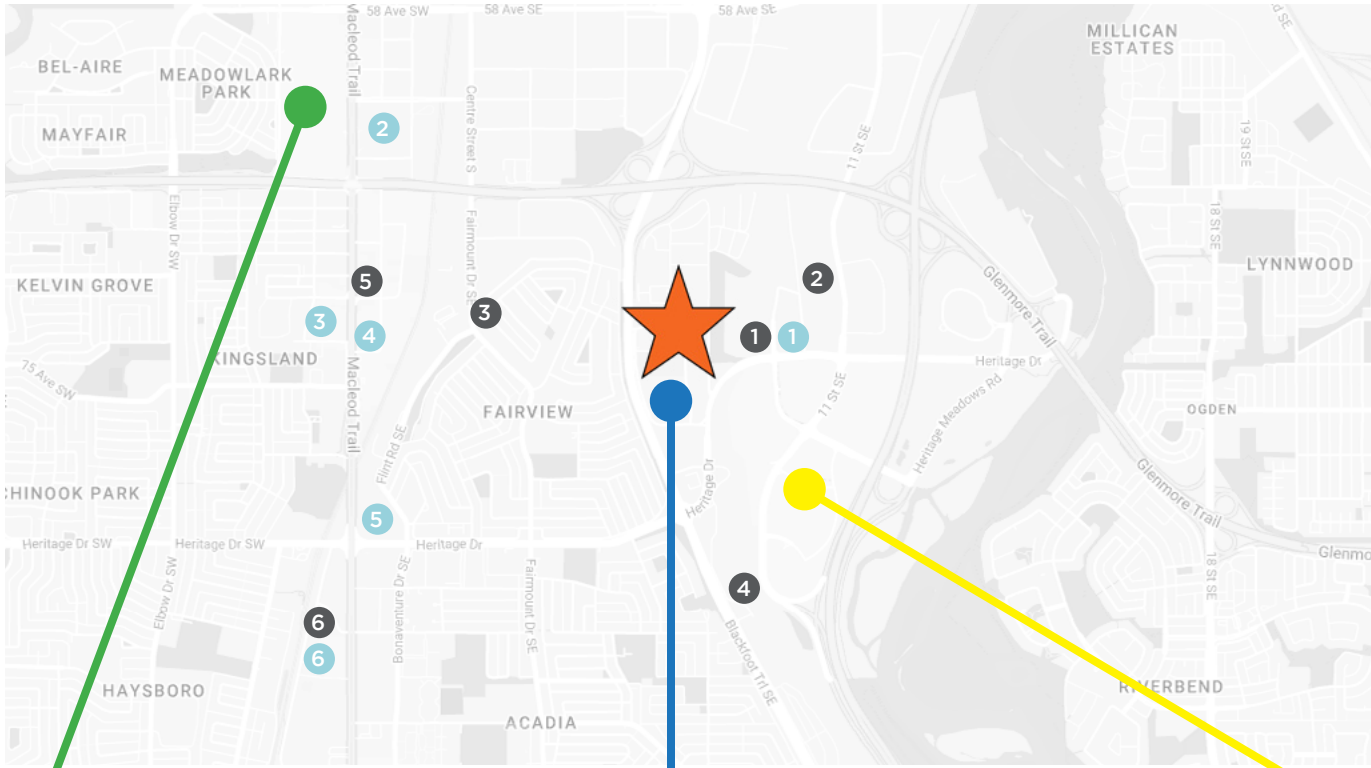 58 Ave SW
58 Ave SE
58 Ave St
Macleod Trail
MILLICAN
ESTATES
BEL-AIRE
MEADOWLARK
PARK
MAYFAIR
2
Centre Street S
11 St SE
19 St SE
Elbow Dr SW
Fairmount Dr SE
18 St SE
KELVIN GROVE
5
2
LYNNWOOD
Glenmore Trail
3
3
4
1
1
KINGSLAND
Heritage Dr
75 Ave SW
Macleod Trail
11 St SE
Heritage Meadows Rd
FAIRVIEW
OGDEN
Flint Rd SE
CHINOOK PARK
Heritage Dr
Glenmore Trail
5
Heritage Dr SW
Heritage Dr SW
Heritage Dr
Elbow Dr SW
Bonaventure Dr SE
Fairmount Dr SE
4
18 St SE
6
6
Blackfoot Trl SE
HAYSBORO
RIVERBEND
ACADIA